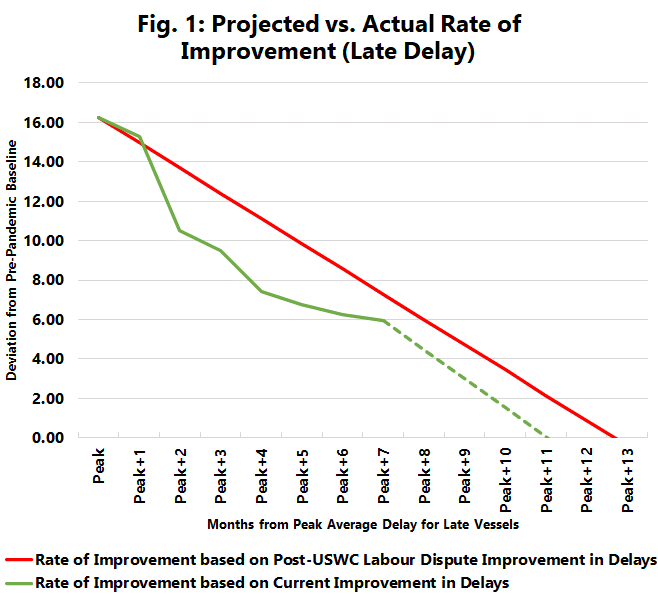 Fig. 1: Projected vs. Actual Rate of
Improvement (Late Delay)
18.00
16.00
14.00
12.00
10.00
8.00
6.00
4.00
2.00
0.00
Deviation from Pre-Pandemic Baseline
Peak
Peak+1
Peak+2
Peak+3
Peak+4
Peak+5
Peak+6
Peak+7
Peak+8
Peak+9
Peak+10
Peak+11
Peak+12
Peak+13
Months from Peak Average Delay for Late Vessels
Rate of Improvement based on Post-USWC Labour Dispute Improvement in Delays
Rate of Improvement based on Current Improvement in Delays